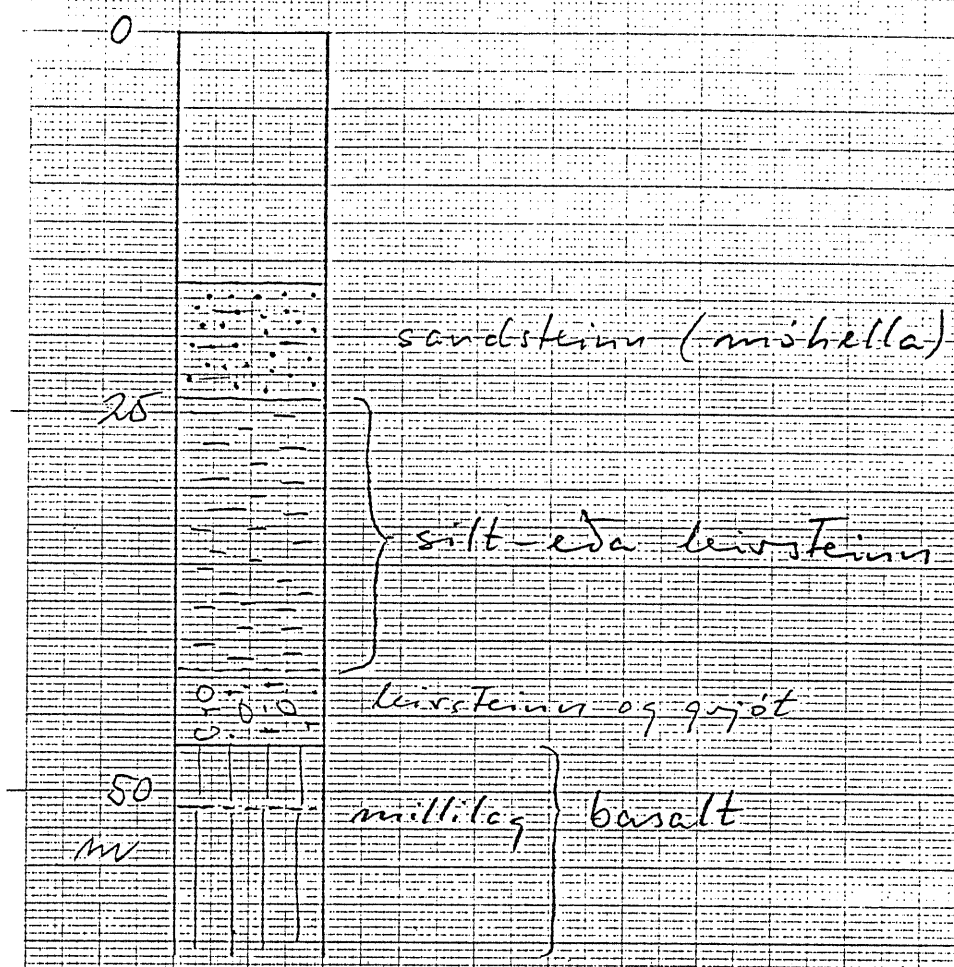 0
sandsteinn (móhella)
25
silt-eða leirsteinn
leirsteinn og grjót
50
millilag
basalt
m